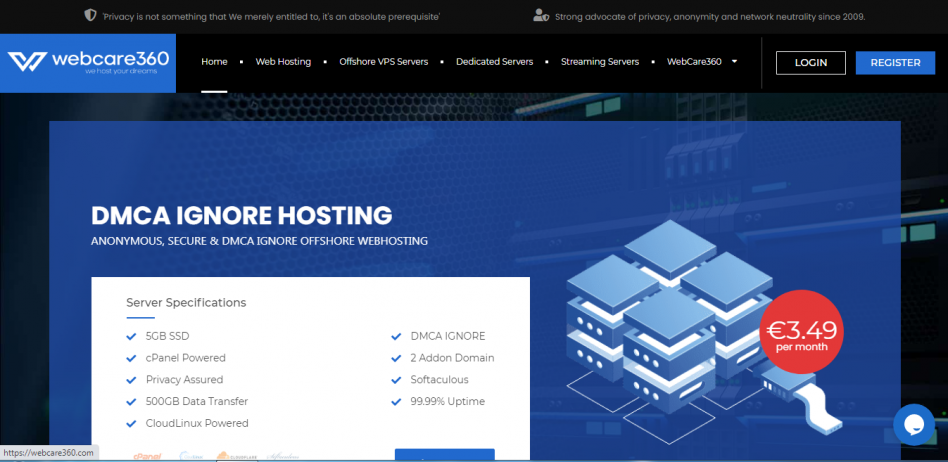 'Privacy is not something that We merely entitled to, it's an absolute prerequisite'
Strong advocate of privacy, anonymity and network neutrality since 2009.
webcare360
we host your dreams
Home
Web Hosting
Offshore VPS Servers
Dedicated Servers
Streaming Servers
WebCare360
LOGIN
REGISTER
DMCA IGNORE HOSTING
ANONYMOUS, SECURE & DMCA IGNORE OFFSHORE WEBHOSTING
Server Specifications
5GB SSD
DMCA IGNORE
cPanel Powered
2 Addon Domain
Privacy Assured
Softaculous
500GB Data Transfer
99.99% Uptime
CloudLinux Powered
€3.49
per month
https://webcare360.com
cPanel